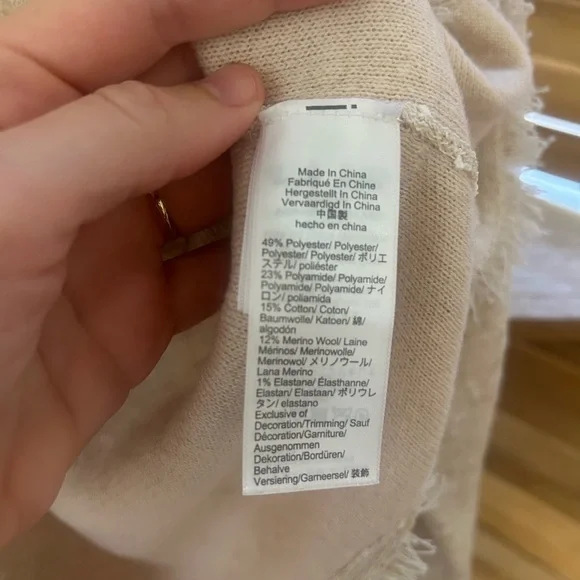 Made In China
Fabriqué En Chine
Hergestellt In China
Vervaardigd In China
中国製
hecho en china
49% Polyester/ Polyester/
Polyester/ Polyester/ ポリエ
ステル/ poliéster
23% Polyamide/ Polyamide/
Polyamide/ Polyamide/ ナイ
ロン/ poliamida
15% Cotton/ Coton/
Baumwolle/ Katoen/ 綿/
algodón
12% Merino Wool/ Laine
Mérinos/ Merinowolle/
Merinowol/ メリノウール/
Lana Merino
1% Elastane/ Élasthanne/
Elastan/ Elastaan/ ポリウレ
タン/ elastano
Exclusive of
Decoration/Trimming/ Sauf
Décoration/Garniture/
Ausgenommen
Dekoration/Bordüren/
Behalve
Versiering/Garneersel/ 装飾